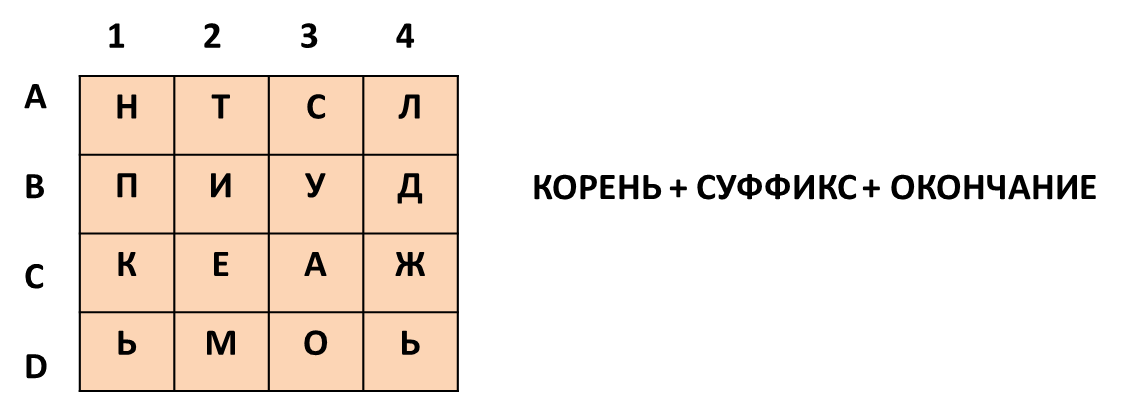 1 2 3 4
A Н Т С Л
B П И У Д
КОРЕНЬ + СУФФИКС + ОКОНЧАНИЕ
C К Е А Ж
D Ь М О Ь